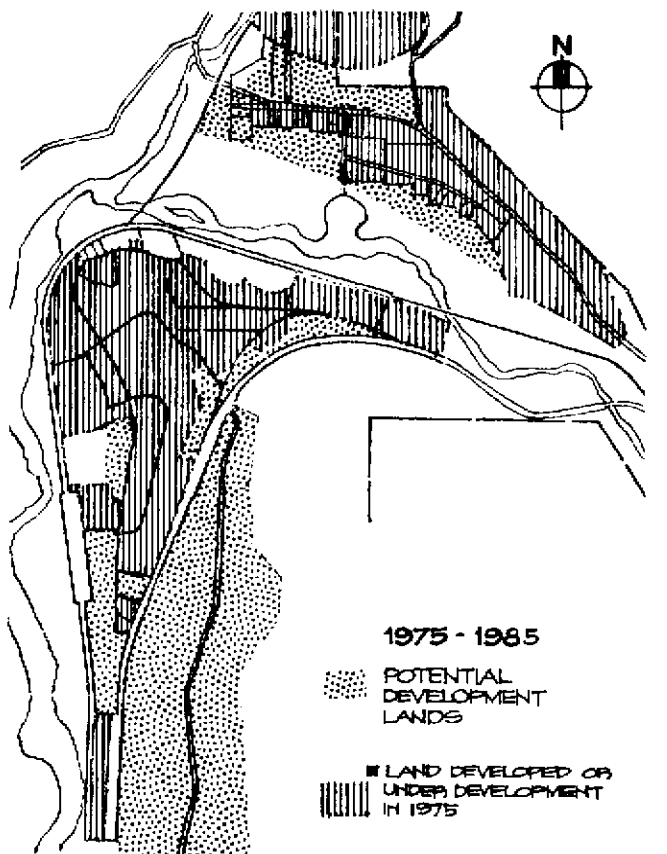 N
1975 - 1985
POTENTIAL
DEVELOPMENT
LANDS
LAND DEVELOPED OR
UNDER DEVELOPMENT
IN 1975